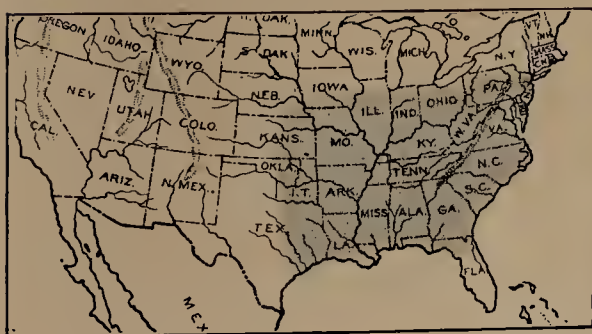 OREGON
IDAHO
WYO.
N. DAK.
S. DAK.
MINN.
WIS.
MICH.
N.Y.
VT.
N.H.
MASS.
NEV.
UTAH
COLO.
NEB.
IOWA
ILL.
IND.
OHIO
PA.
CAL.
KANS.
MO.
KY.
W.VA.
VA.
ARIZ.
N. MEX.
OKLA.
I.T.
ARK.
TENN.
N.C.
S.C.
TEX.
LA.
MISS.
ALA.
GA.
FLA.
MEX